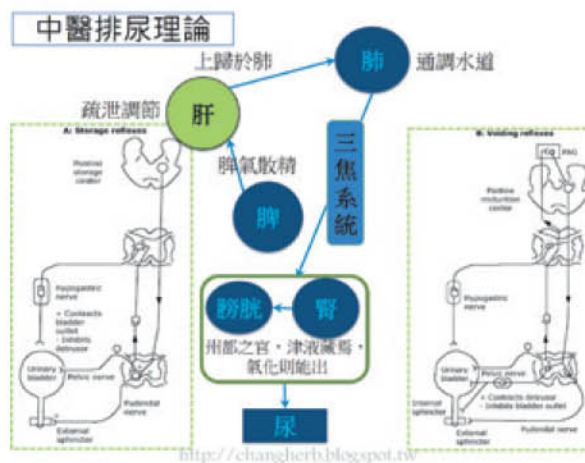 中醫排尿理論
上歸於肺
肺
通調水道
疏泄調節
肝
脾氣散精
脾
三焦系統
膀胱
腎
州都之官，津液藏焉，
氣化則能出
尿
A: Storage reflexes
Pontine
storage
center
Hypogastric
nerve
+ Contracts
bladder
outlet
- Inhibits
detrusor
Urinary
bladder
Pelvic nerve
Pudendal
nerve
External
sphincter
B: Voiding reflexes
PAG
Pontine
micturition
center
Hypogastric
nerve
Urinary
bladder
Pelvic nerve
+ Contracts detrusor
- Inhibits bladder outlet
Internal
sphincter
Pudendal
nerve
External
sphincter
http://changherb.blogspot.tw